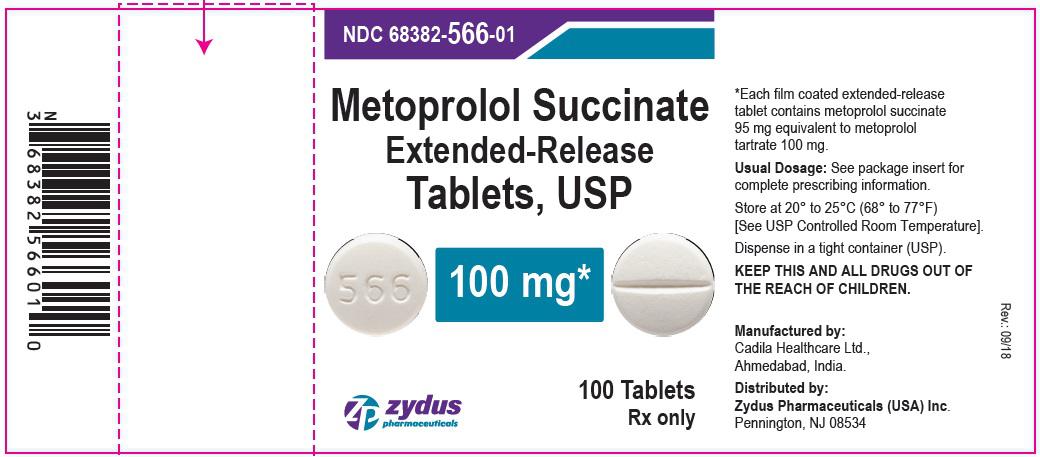 N
3 68382 56601 0
NDC 68382-566-01
Metoprolol Succinate
Extended-Release
Tablets, USP
566
100 mg*
zydus
pharmaceuticals
100 Tablets
Rx only
*Each film coated extended-release
tablet contains metoprolol succinate
95 mg equivalent to metoprolol
tartrate 100 mg.
Usual Dosage: See package insert for
complete prescribing information.
Store at 20° to 25°C (68° to 77°F)
[See USP Controlled Room Temperature].
Dispense in a tight container (USP).
KEEP THIS AND ALL DRUGS OUT OF
THE REACH OF CHILDREN.
Manufactured by:
Cadila Healthcare Ltd.,
Ahmedabad, India.
Distributed by:
Zydus Pharmaceuticals (USA) Inc.
Pennington, NJ 08534
Rev.: 09/18